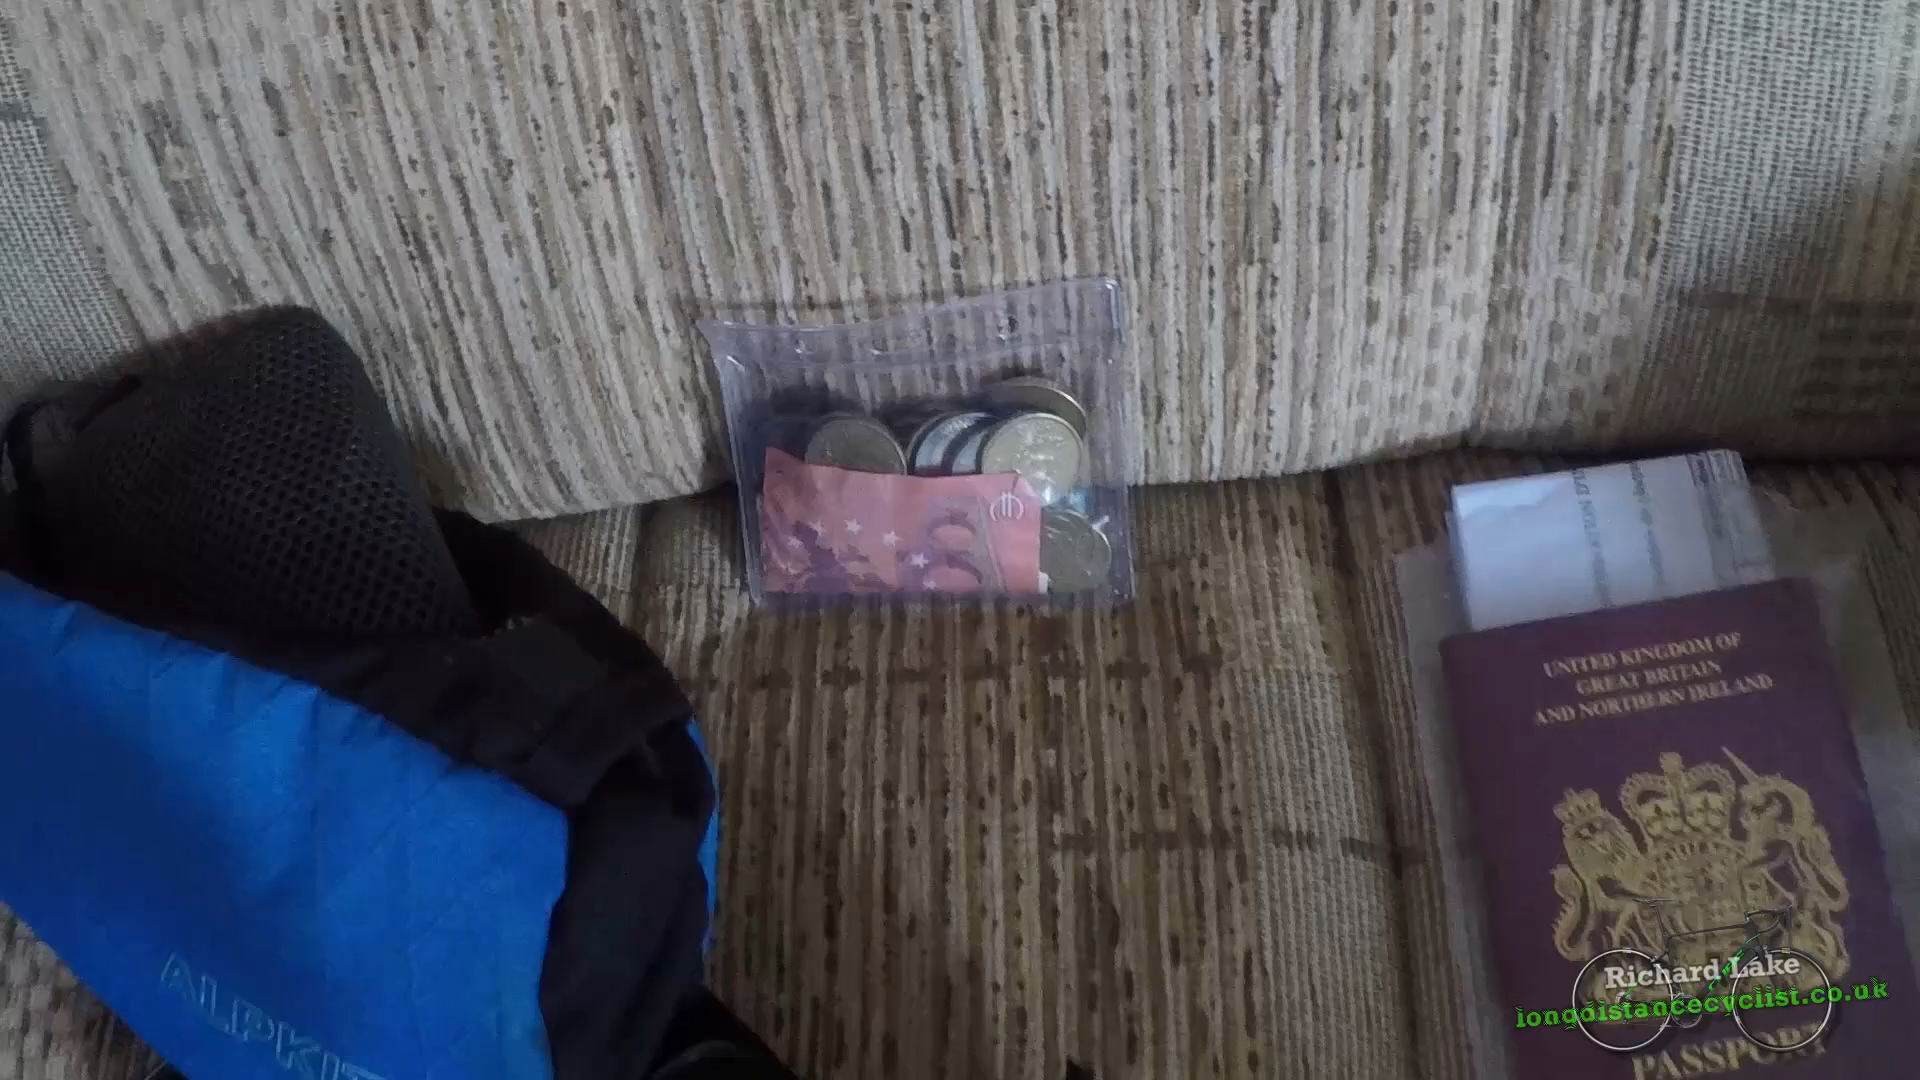 UNITED KINGDOM OF
GREAT BRITAIN
AND NORTHERN IRELAND
Richard Lake
longdistancecyclist.co.uk
PASSPORT
ALPKIT